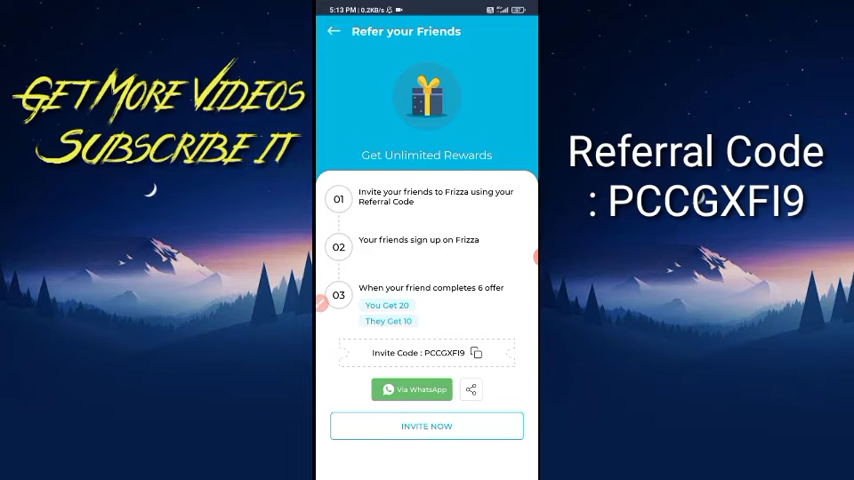 GET MORE VIDEOS
SUBSCRIBE IT
5:13 PM | 0.2KB/s
Refer your Friends
Get Unlimited Rewards
01
Invite your friends to Frizza using your
Referral Code
02
Your friends sign up on Frizza
03
When your friend completes 6 offer
You Get 20
They Get 10
Invite Code : PCCGXFI9
Via WhatsApp
INVITE NOW
Referral Code
: PCCGXFI9